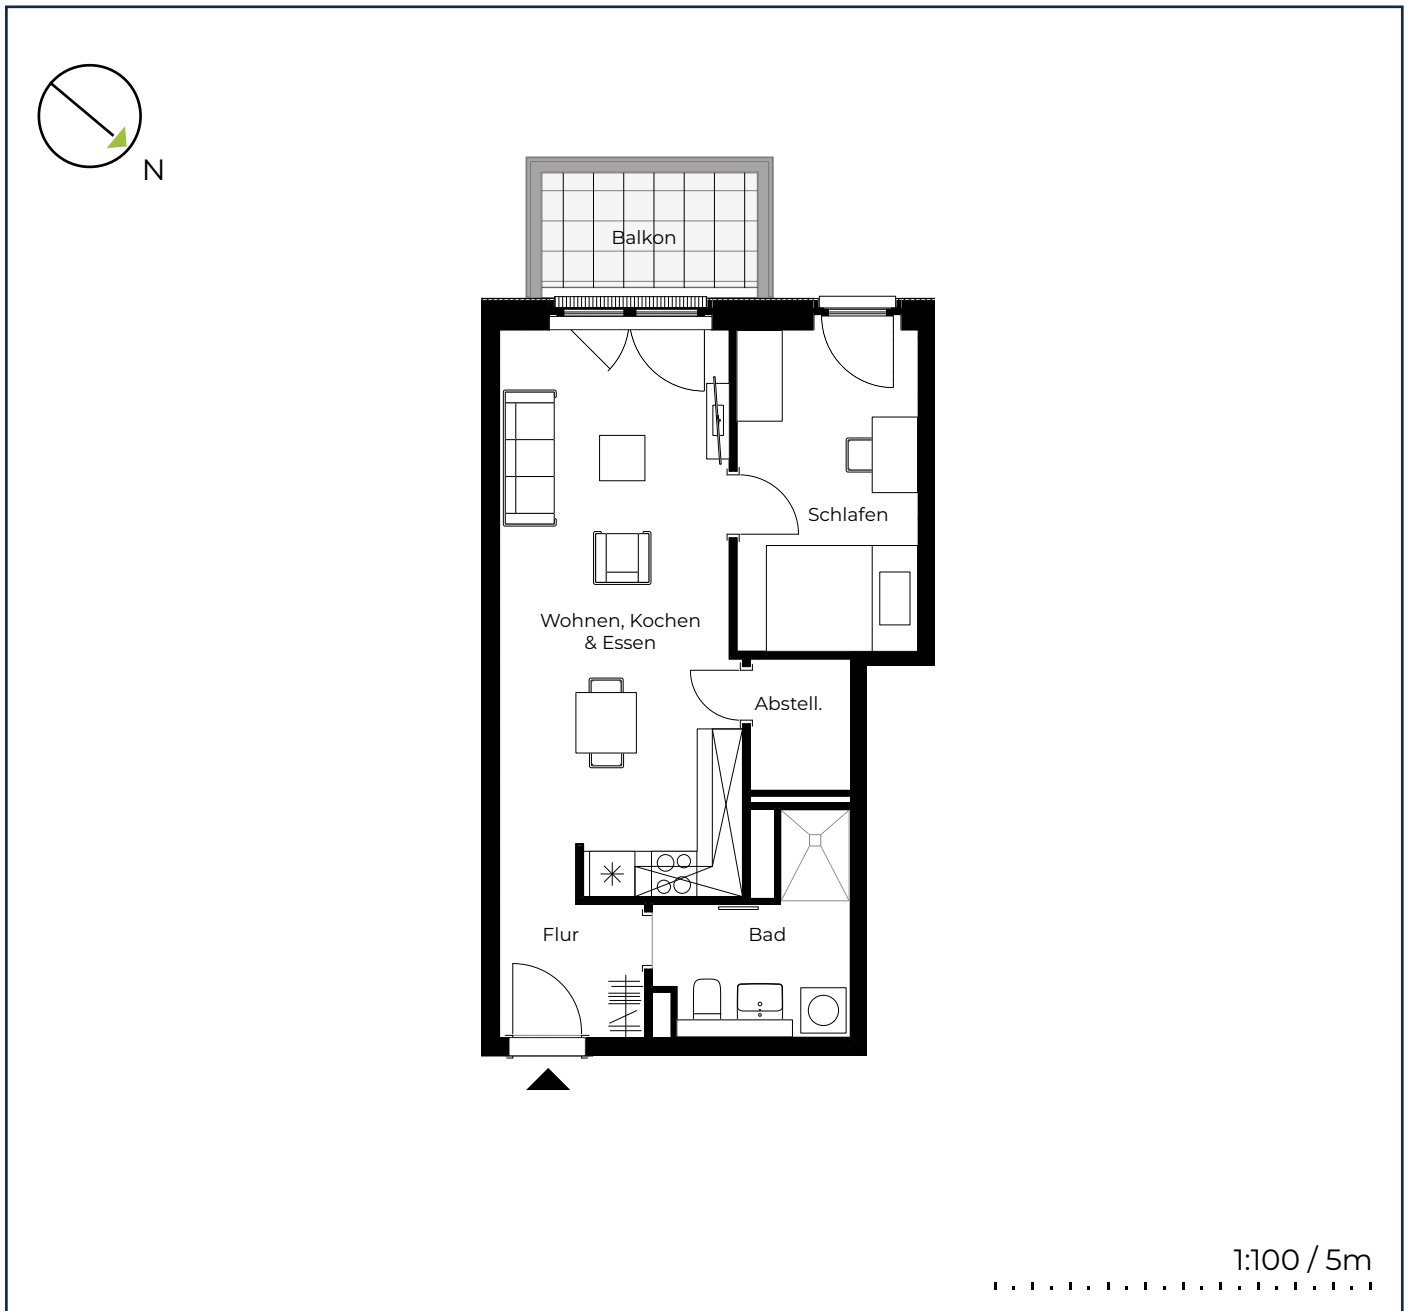 N
Balkon
Schlafen
Wohnen, Kochen
& Essen
Abstell.
Flur
Bad
1:100 / 5m